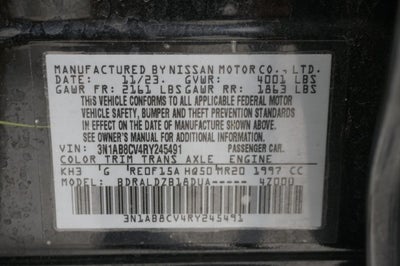 MANUFACTURED BY NISSAN MOTOR CO., LTD.
DATE: 11/23. GVWR: 4001 LBS
GAWR FR: 2161 LBS GAWR RR: 1863 LBS
THIS VEHICLE CONFORMS TO ALL APPLICABLE FEDERAL MOTOR
VEHICLE SAFETY, BUMPER, AND THEFT PREVENTION STANDARDS
IN EFFECT ON THE DATE OF MANUFACTURE SHOWN ABOVE.
SEE OWNER'S MANUAL FOR ADDITIONAL INFORMATION.
VIN: 3N1AB8CV4RY245491 PASSENGER CAR.
COLOR TRIM TRANS AXLE ENGINE
KH3 G RE0F15A HQ50 MR20 1997 CC
MODEL: BDRALDZB18DUA----- 4Z000
3N1AB8CV4RY245491